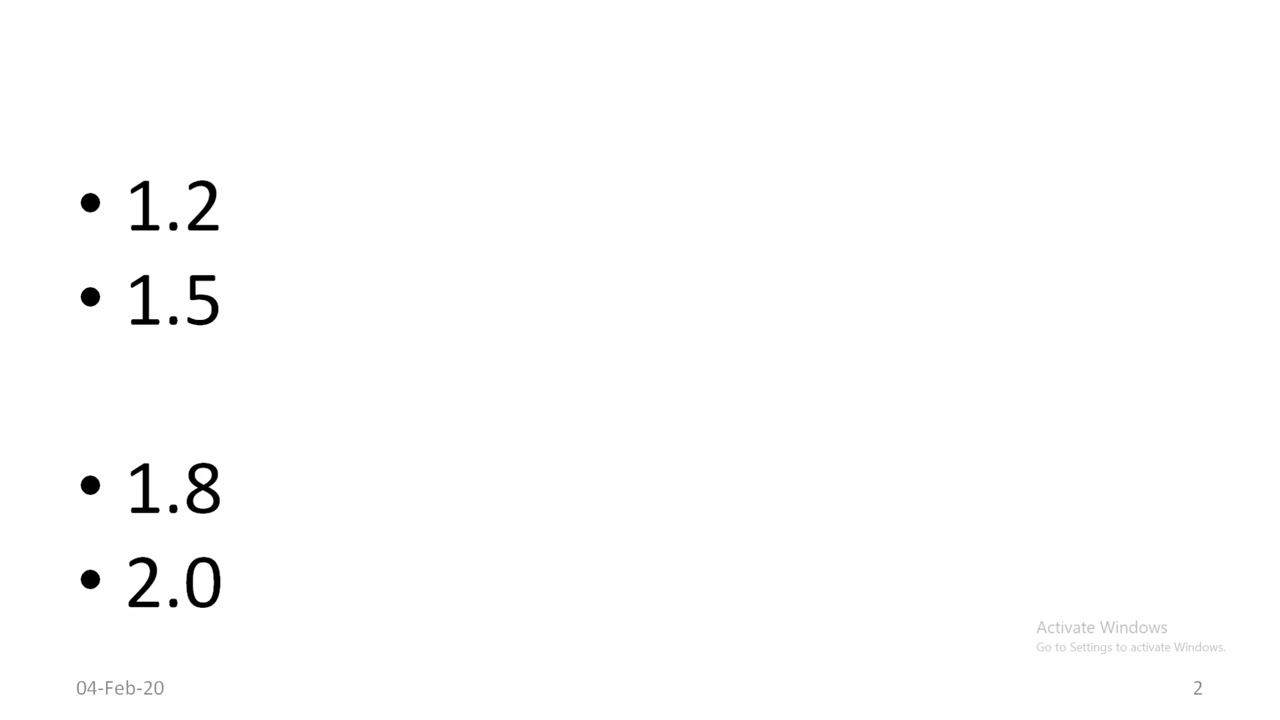 • 1.2
• 1.5
• 1.8
• 2.0
Activate Windows
Go to Settings to activate Windows.
04-Feb-20
2